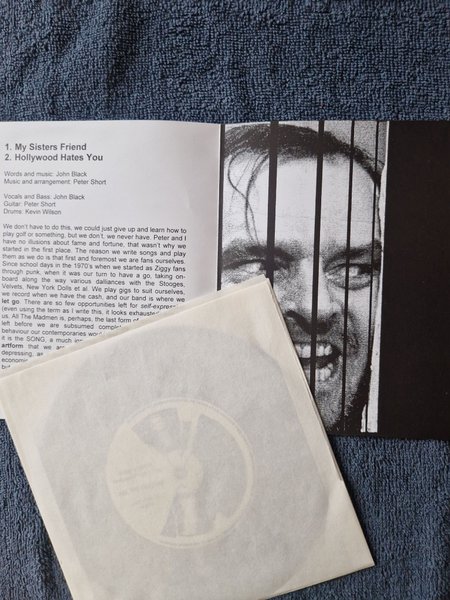 1. My Sisters Friend
2. Hollywood Hates You
Words and music: John Black
Music and arrangement: Peter Short
Vocals and Bass: John Black
Guitar: Peter Short
Drums: Kevin Wilson
We don't have to do this, we could just give up and learn how
to play golf or something, but we don't, we never have. Peter and I
have no illusions about fame and fortune, that wasn't why we
started in the first place. The reason we write songs and play
them as we do is that first and foremost we are fans ourselves.
Since school days in the 1970's when we started as Ziggy fans
through punk, when it was our turn to have a go, taking on-
board along the way various dalliances with the Stooges,
Velvets, New York Dolls et al. We play gigs to suit ourselves,
we record when we have the cash, and our band is where we
let go. There are so few opportunities left for self-expres
(even using the term as I write this, it looks exhauste
us. All The Madmen is, perhaps, the last form of
left before we are subsumed complet
behaviour our contemporaries wo
it is the SONG, a much
artform that we are
depressing, as
economi
but